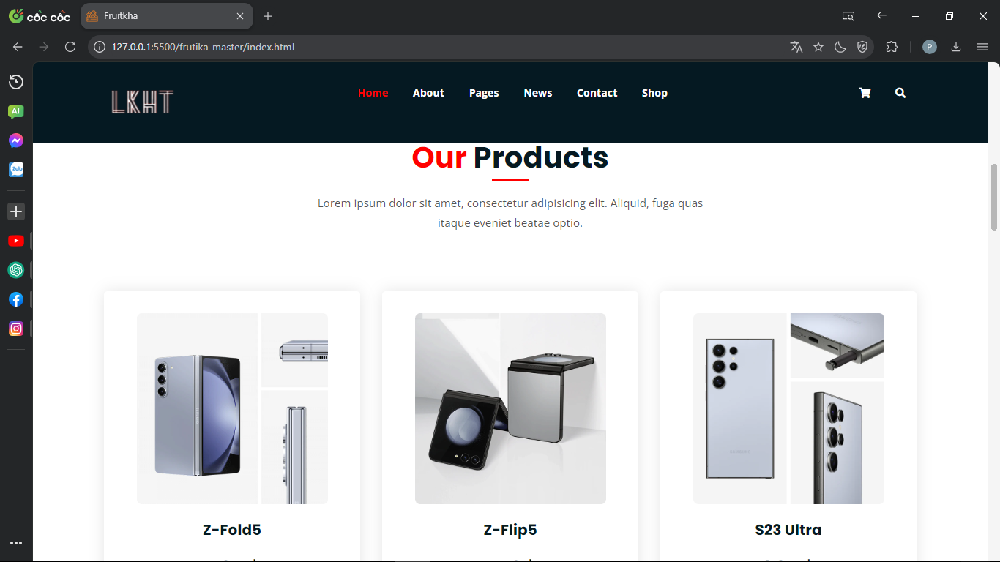 cốc cốc
Fruitkha
127.0.0.1:5500/frutika-master/index.html
P
AI
Zalo
LKHT
Home About Pages News Contact Shop
Our Products
Lorem ipsum dolor sit amet, consectetur adipisicing elit. Aliquid, fuga quas
itaque eveniet beatae optio.
Z-Fold5
Z-Flip5
S23 Ultra